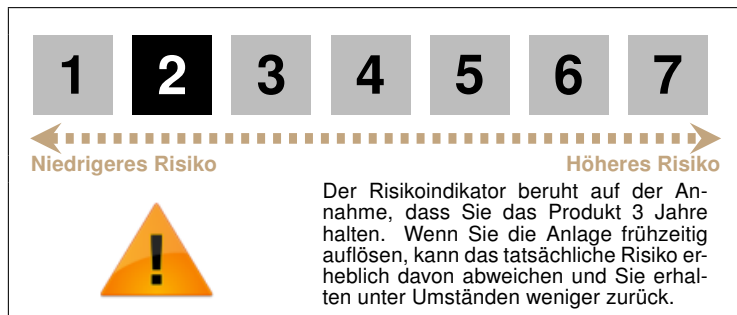 1 2 3 4 5 6 7
Niedrigeres Risiko Höheres Risiko
Der Risikoindikator beruht auf der An-
nahme, dass Sie das Produkt 3 Jahre
halten. Wenn Sie die Anlage frühzeitig
auflösen, kann das tatsächliche Risiko er-
heblich davon abweichen und Sie erhal-
ten unter Umständen weniger zurück.